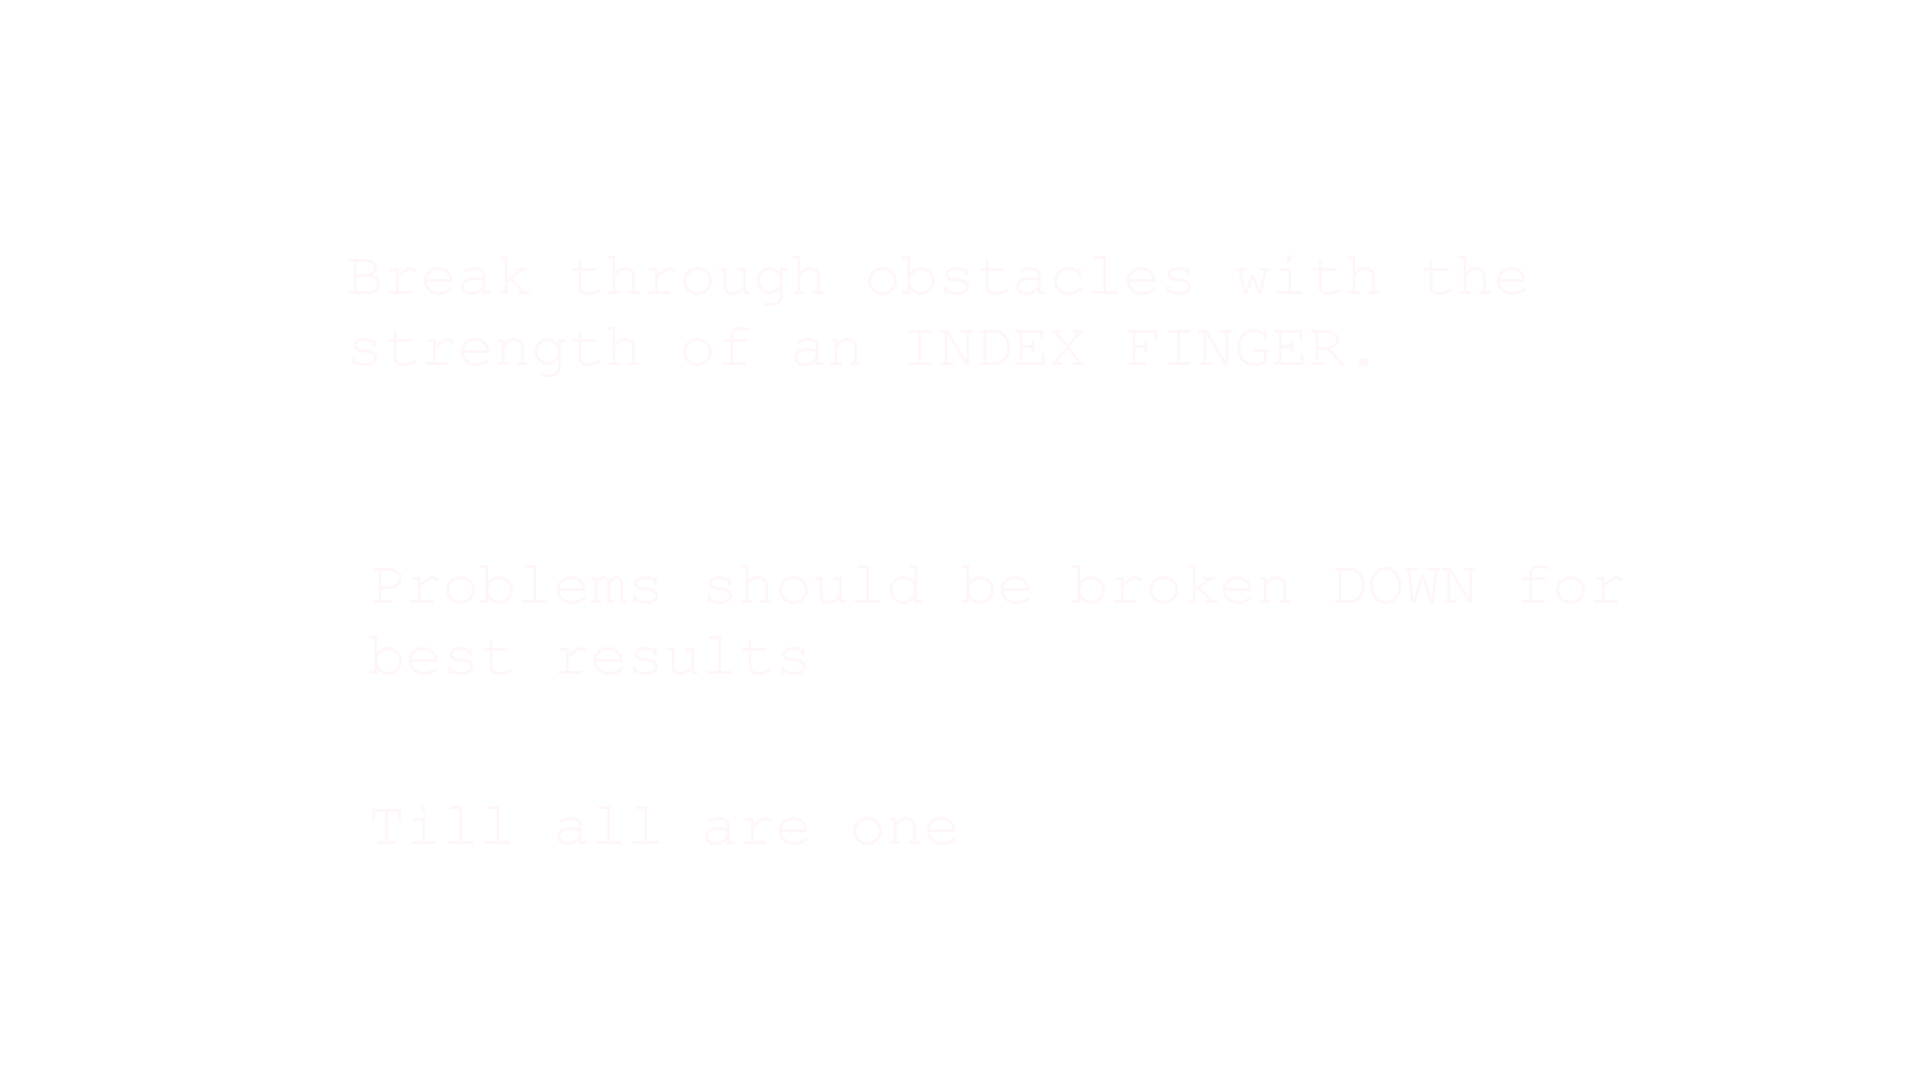 Break through obstacles with the
strength of an INDEX FINGER.
Problems should be broken DOWN for
best results
Till all are one